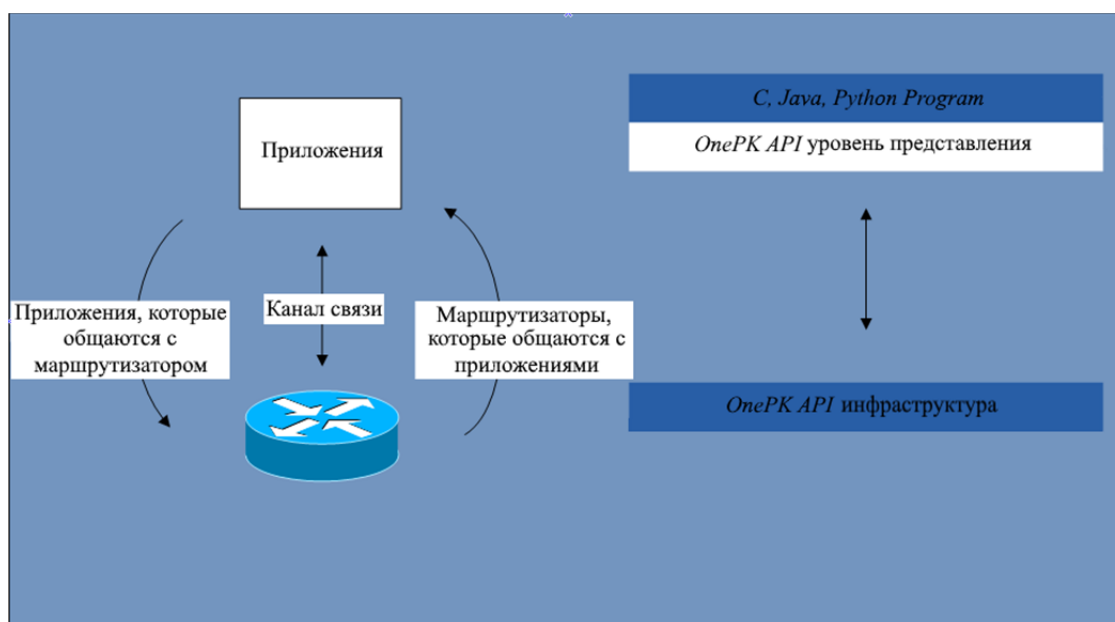 C, Java, Python Program
OnePK API уровень представления
Приложения
Приложения, которые
общаются с
маршрутизатором
Канал связи
Маршрутизаторы,
которые общаются с
приложениями
OnePK API инфраструктура